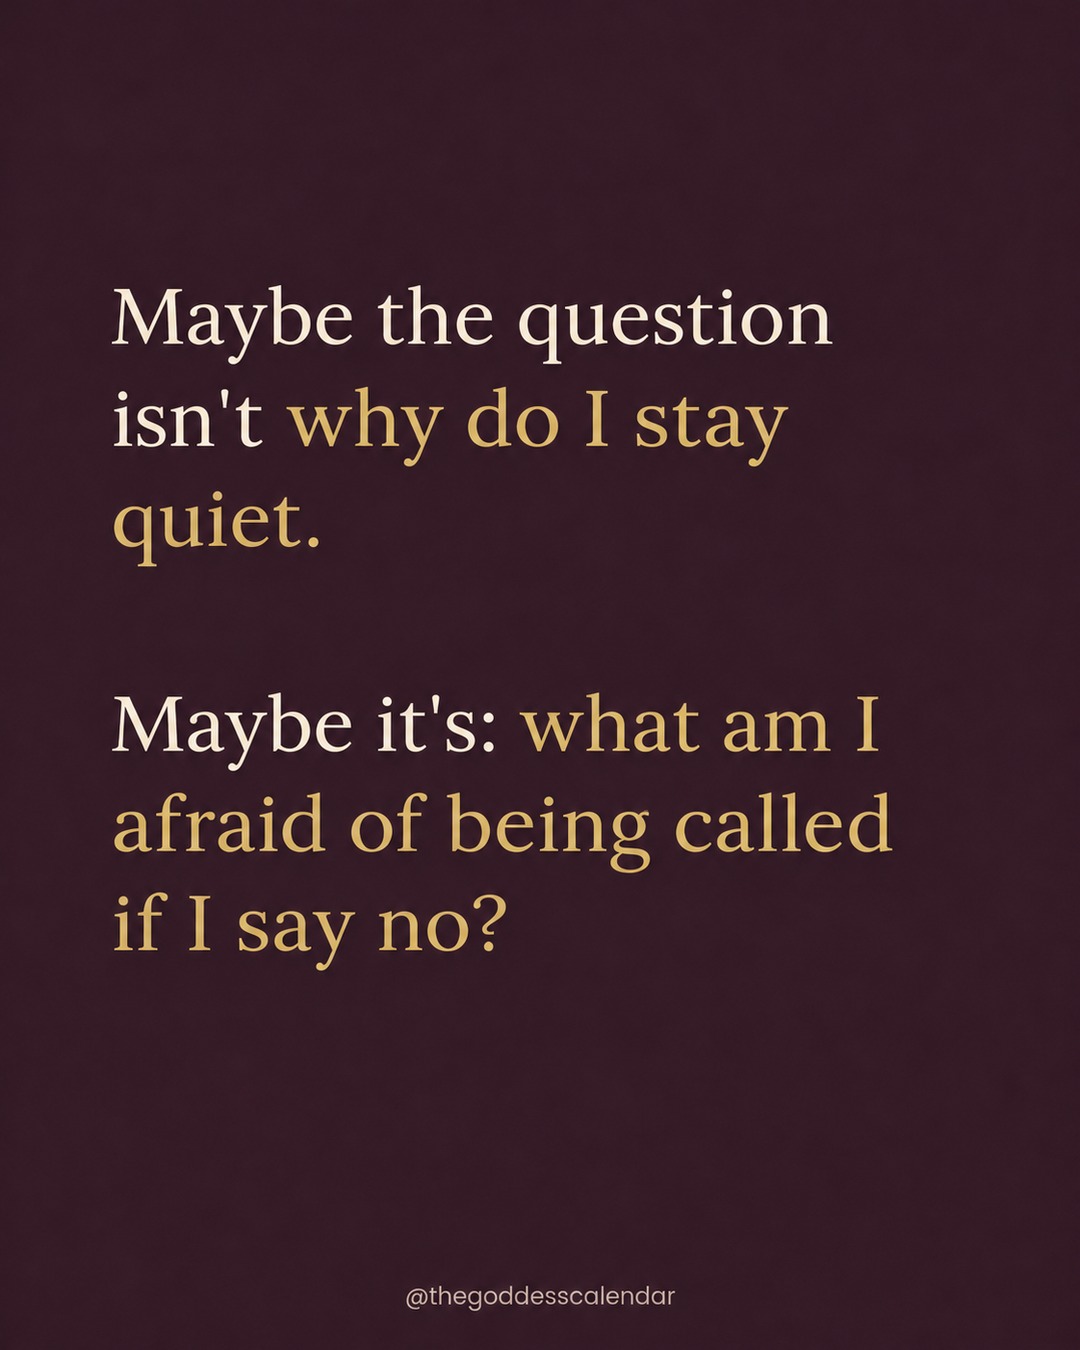 Maybe the question
isn't why do I stay
quiet.
Maybe it's: what am I
afraid of being called
if I say no?
@thegoddesscalendar